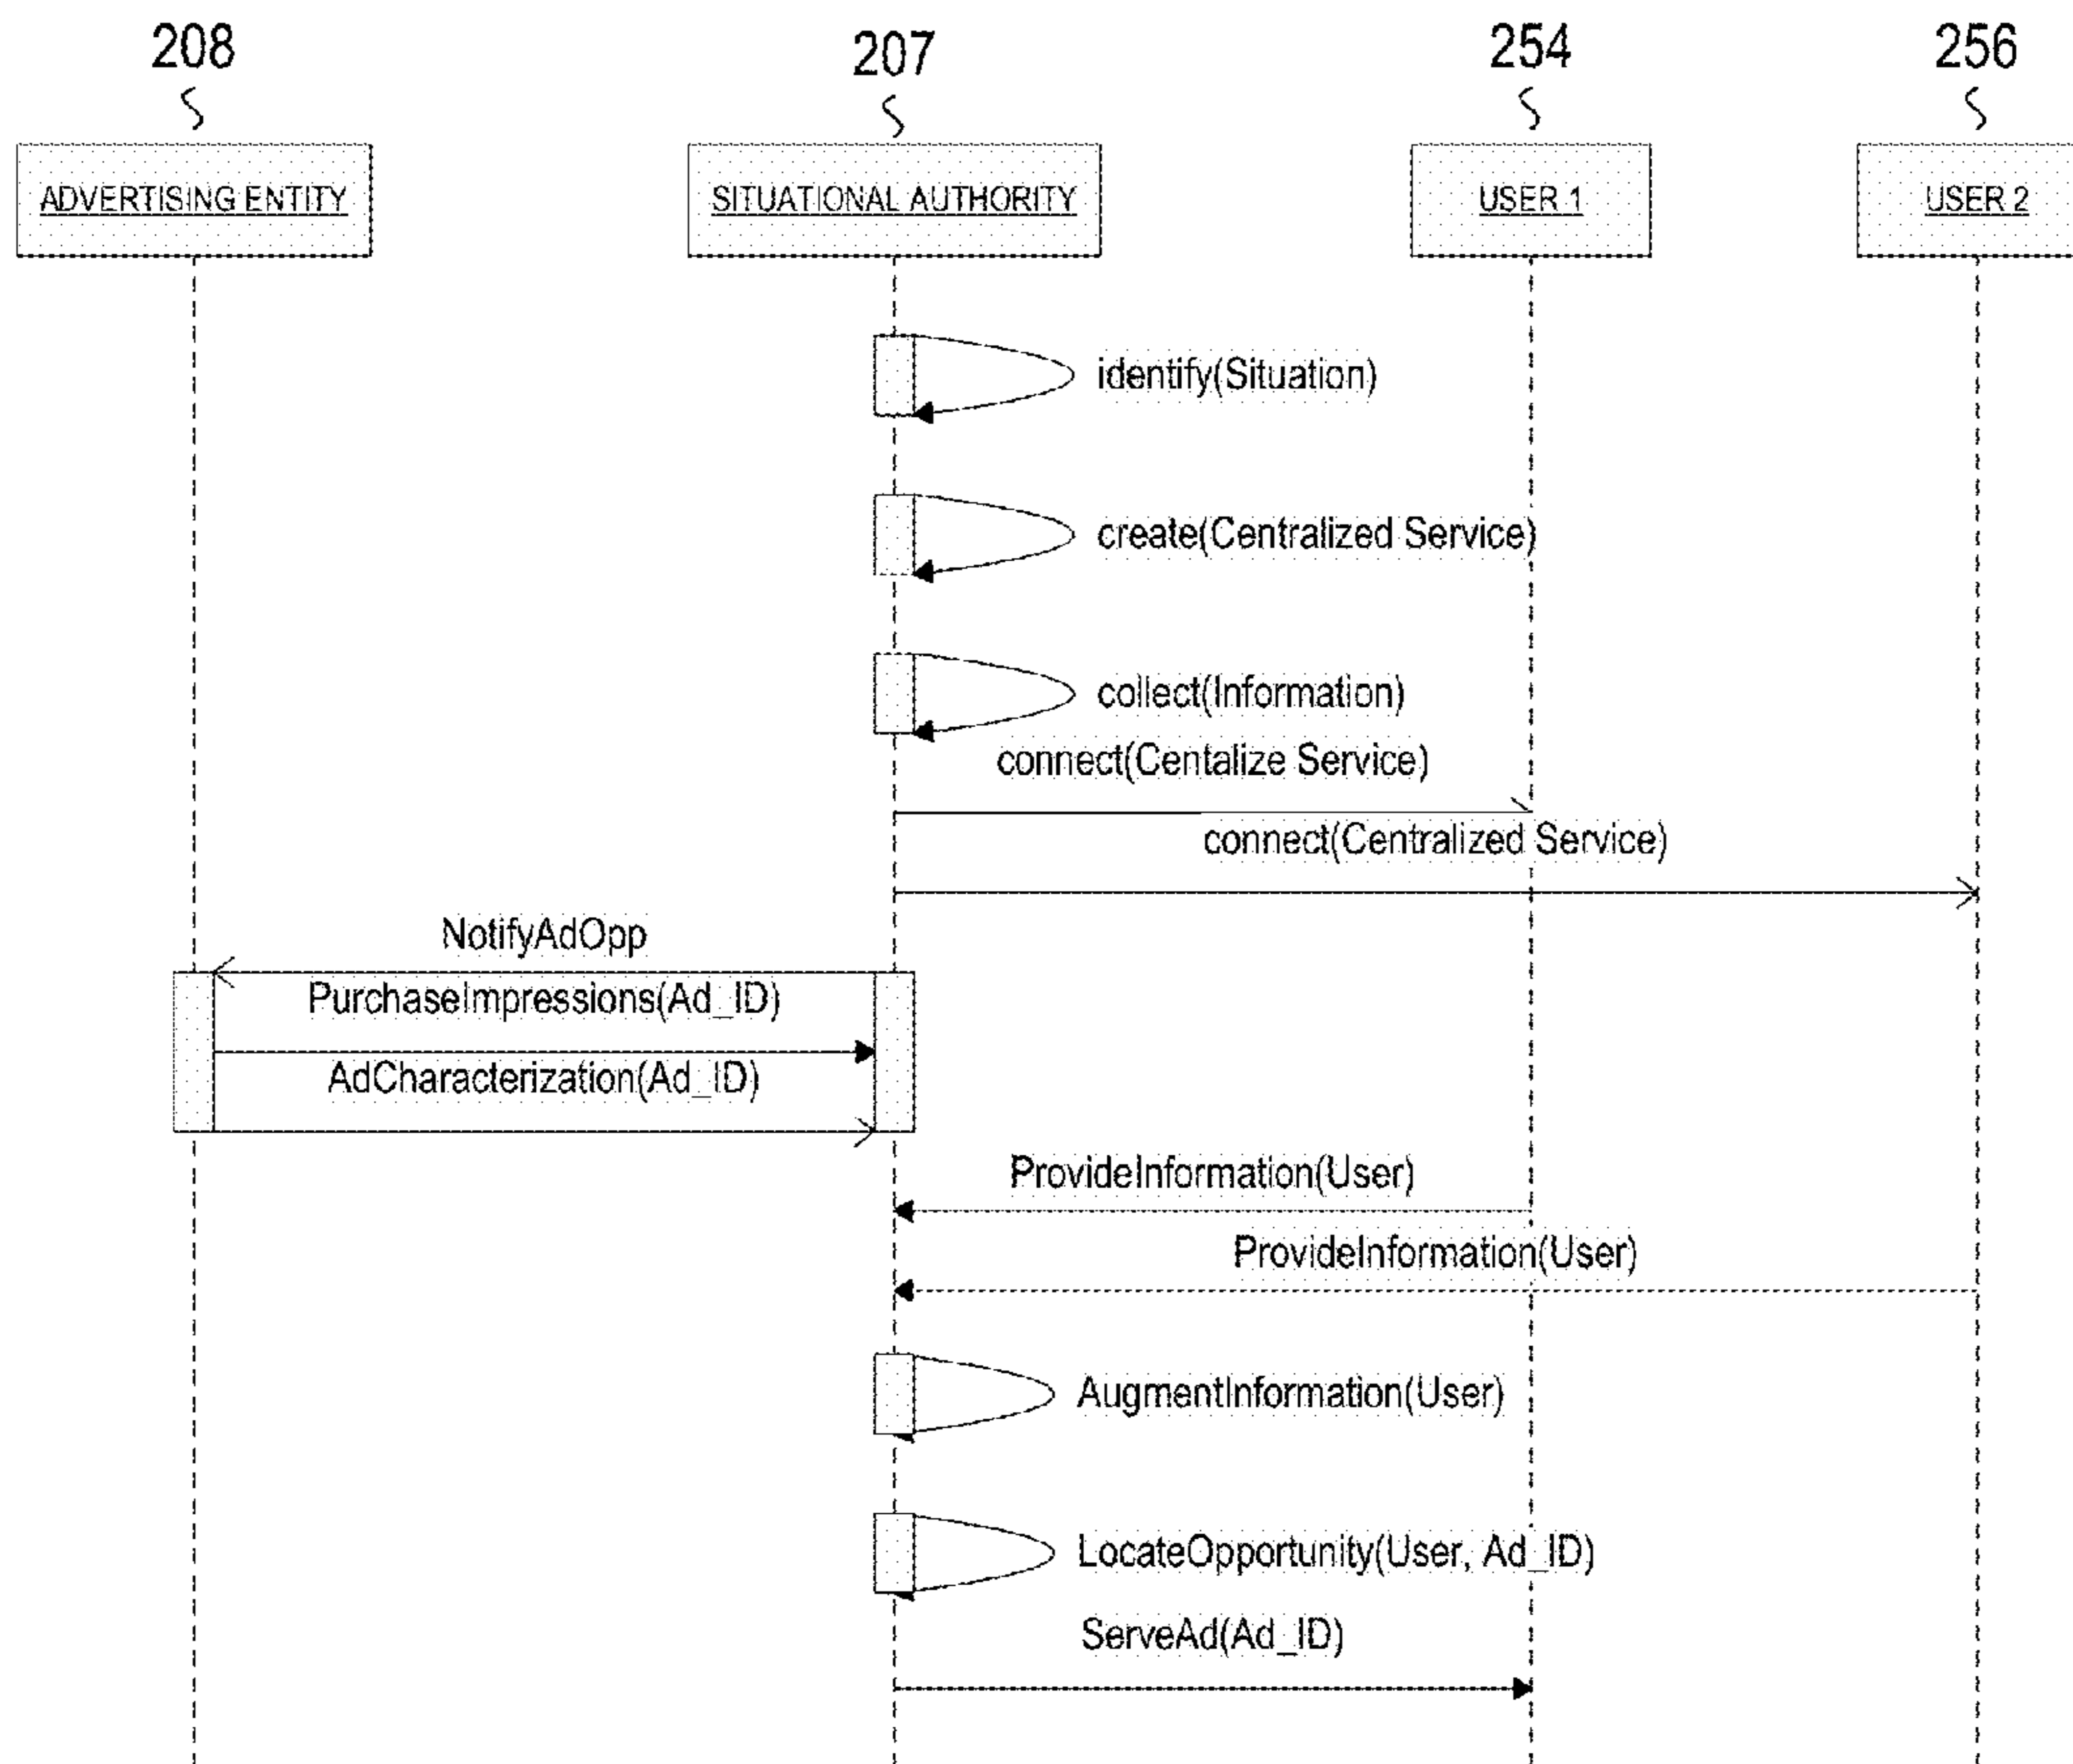 208
207
254
256
ADVERTISING ENTITY
SITUATIONAL AUTHORITY
USER 1
USER 2
identify(Situation)
create(Centralized Service)
collect(Information)
connect(Centalize Service)
connect(Centralized Service)
NotifyAdOpp
PurchaseImpressions(Ad_ID)
AdCharacterization(Ad_ID)
ProvideInformation(User)
ProvideInformation(User)
AugmentInformation(User)
LocateOpportunity(User, Ad_ID)
ServeAd(Ad_ID)